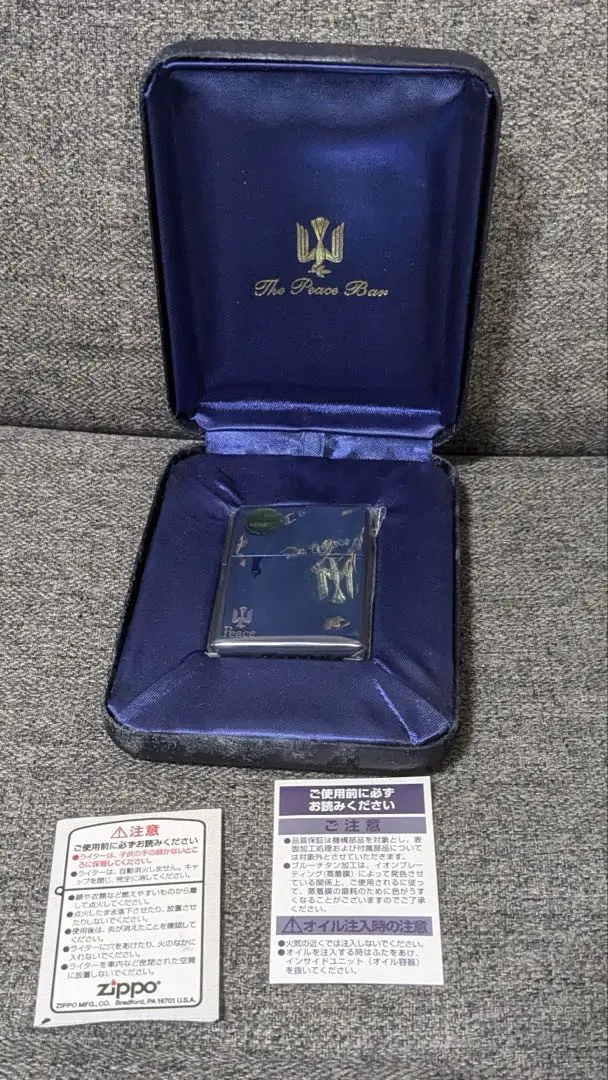 The Peace Bar
Peace
注意
ご使用前に必ずお読みください
●ライターは、子供の手の届かないとこ
ろに保管してください。
●ライターは、自動消火しません。キャ
ップを閉じ、完全に消してください。
●顔や衣類など燃えやすいものから離
して点火してください。
●点火したまま落下させたり、放置させ
たりしないでください。
●使用後は、炎が消えたことを確認して
ください。
●ライターに穴をあけたり、火のなかに
入れないでください。
●ライターを車内など密閉された空間
に放置しないでください。
zippo
ZIPPO MFG., CO. Bradford, PA 16701 U.S.A.
ご使用前に必ず
お読みください
ご注意
●品質保証は機構部品を対象とし、表
面加工処理および付属部品について
は対象外とさせていただきます。
●ブルーチタン加工は、イオンプレー
ティング(蒸着膜)によって発色させ
ている関係上、ご使用されるに従っ
て、蒸着膜の磨耗のために色がうす
くなることがございますのでご了承
ください。
オイル注入時の注意
●火気の近くでは注入しないでください。
●オイルを注入する時はふたをあけ、
インサイドユニット(オイル容器)
を抜いてください。